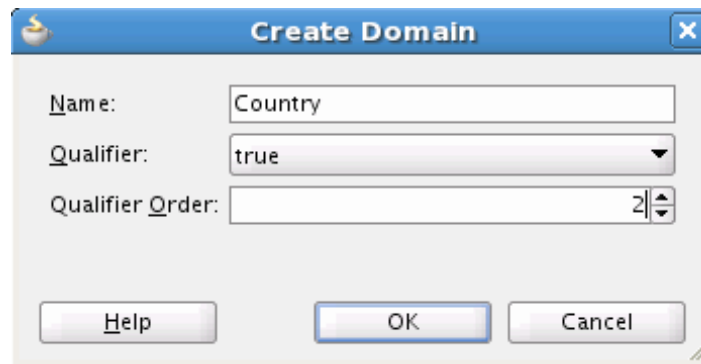 Create Domain
Name: Country
Qualifier: true
Qualifier Order: 2
Help OK Cancel